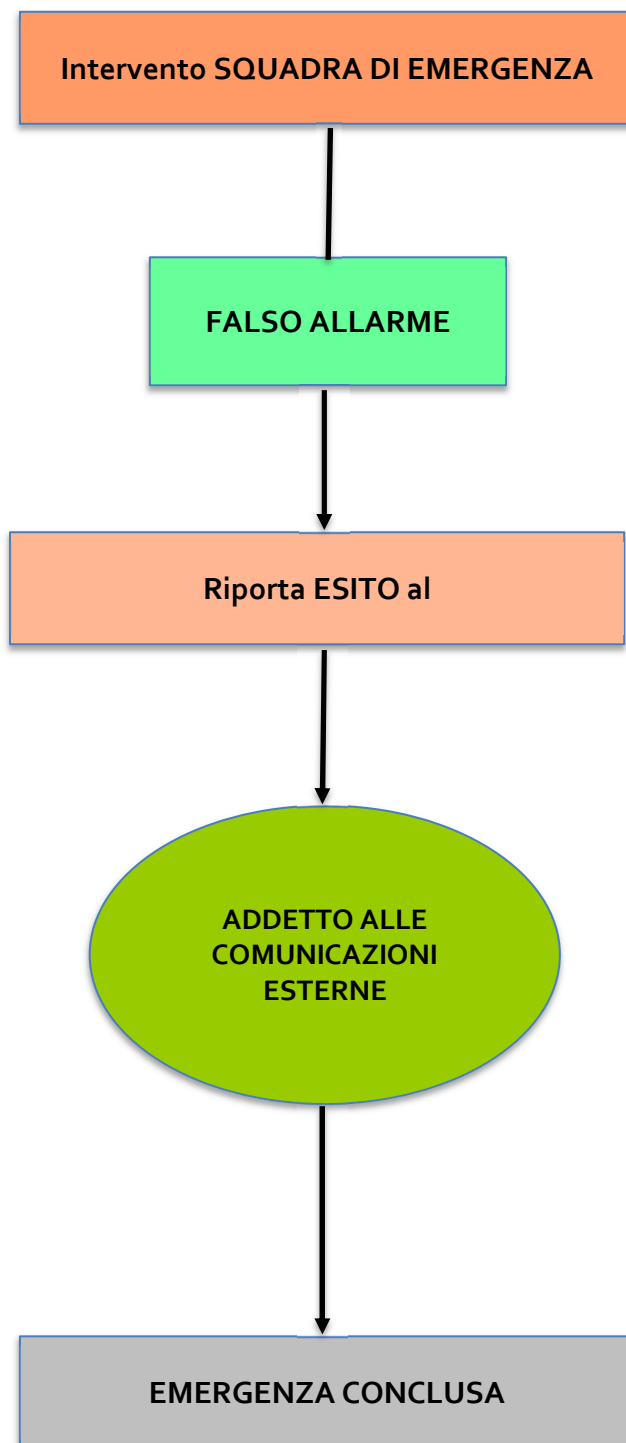 Intervento SQUADRA DI EMERGENZA
FALSO ALLARME
Riporta ESITO al
ADDETTO ALLE
COMUNICAZIONI
ESTERNE
EMERGENZA CONCLUSA